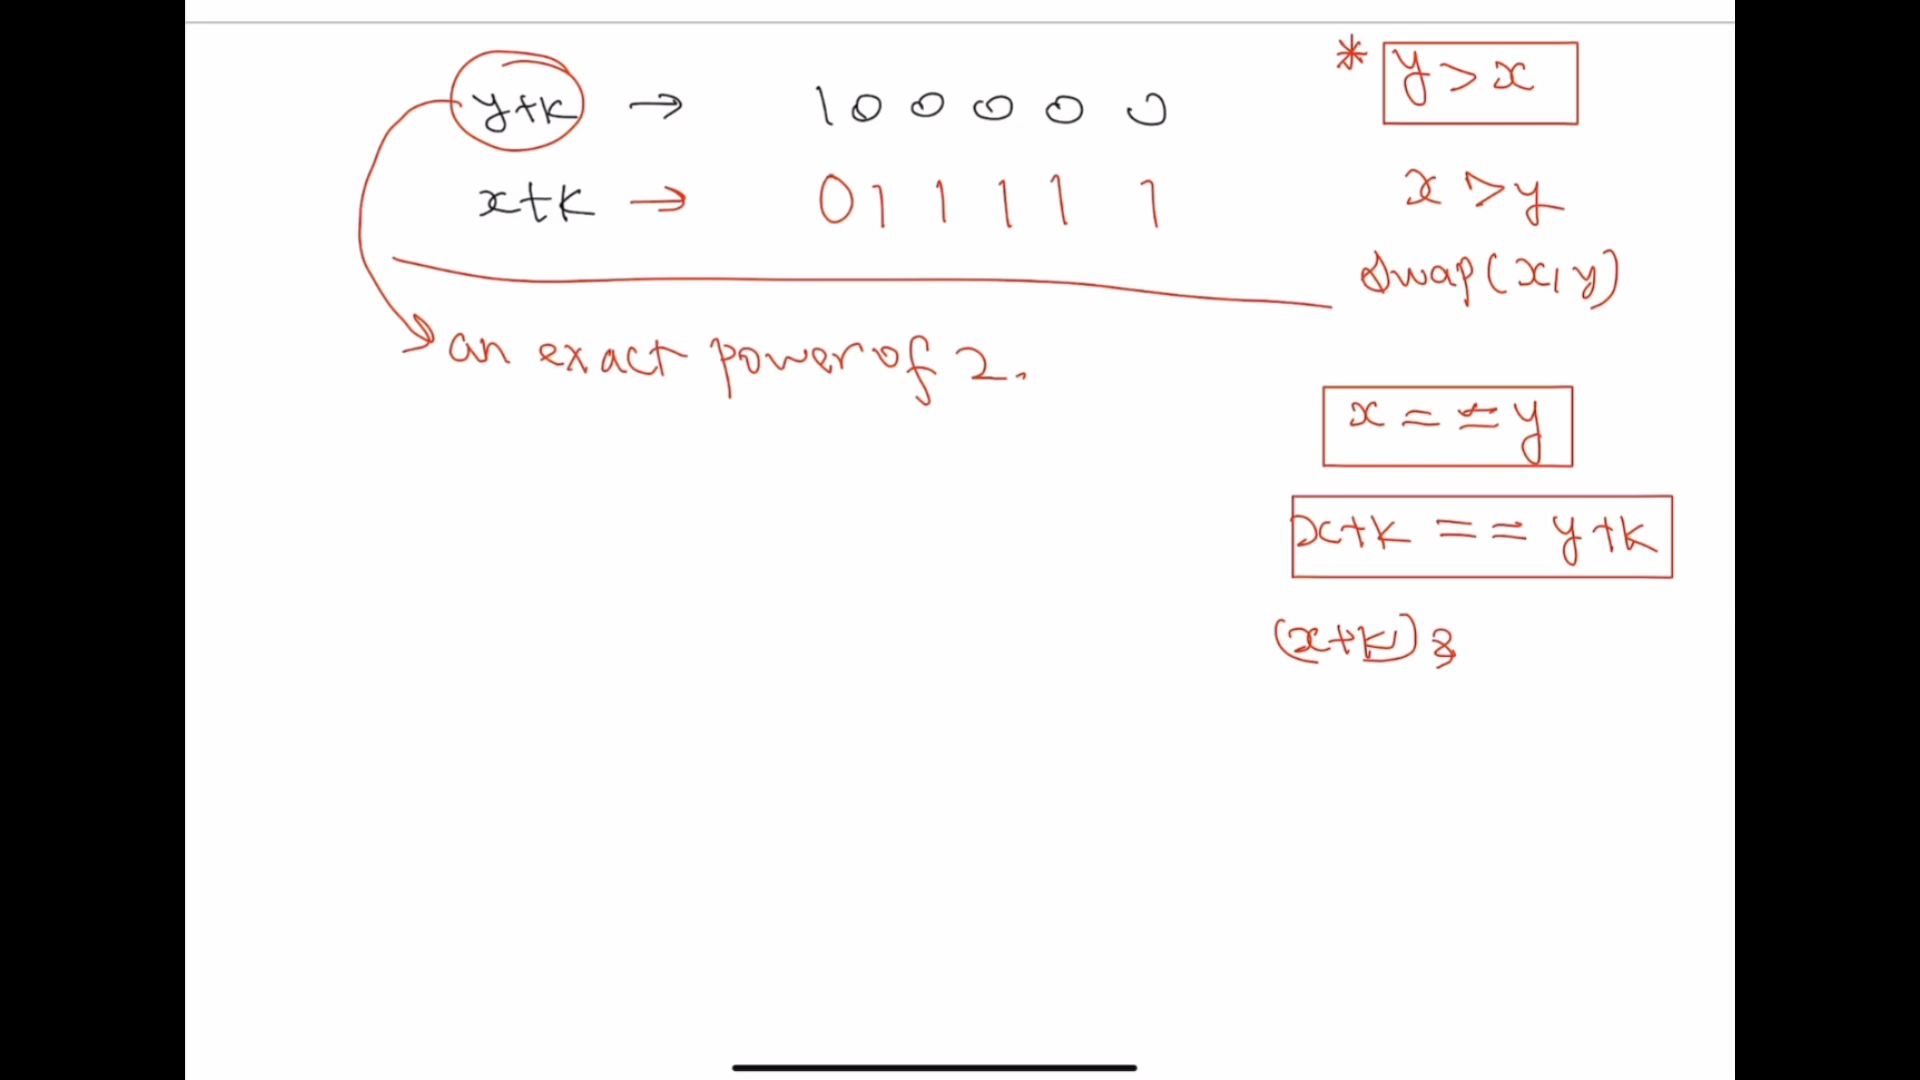 y+k → 1 0 0 0 0 0
x+k → 0 1 1 1 1 1
an exact power of 2.
* y > x
x > y
Swap(x, y)
x == y
x+k == y+k
(x+k) &